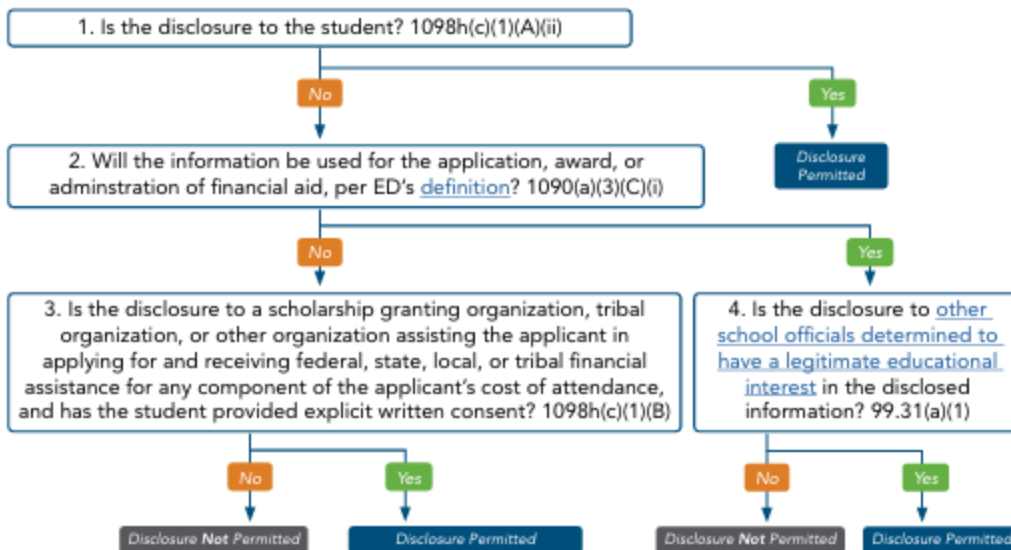 1. Is the disclosure to the student? 1098h(c)(1)(A)(ii)
No
Yes
Disclosure
Permitted
2. Will the information be used for the application, award, or
adminstration of financial aid, per ED's definition? 1090(a)(3)(C)(i)
No
Yes
3. Is the disclosure to a scholarship granting organization, tribal
organization, or other organization assisting the applicant in
applying for and receiving federal, state, local, or tribal financial
assistance for any component of the applicant's cost of attendance,
and has the student provided explicit written consent? 1098h(c)(1)(B)
4. Is the disclosure to other
school officials determined to
have a legitimate educational
interest in the disclosed
information? 99.31(a)(1)
No
Yes
No
Yes
Disclosure Not Permitted
Disclosure Permitted
Disclosure Not Permitted
Disclosure Permitted